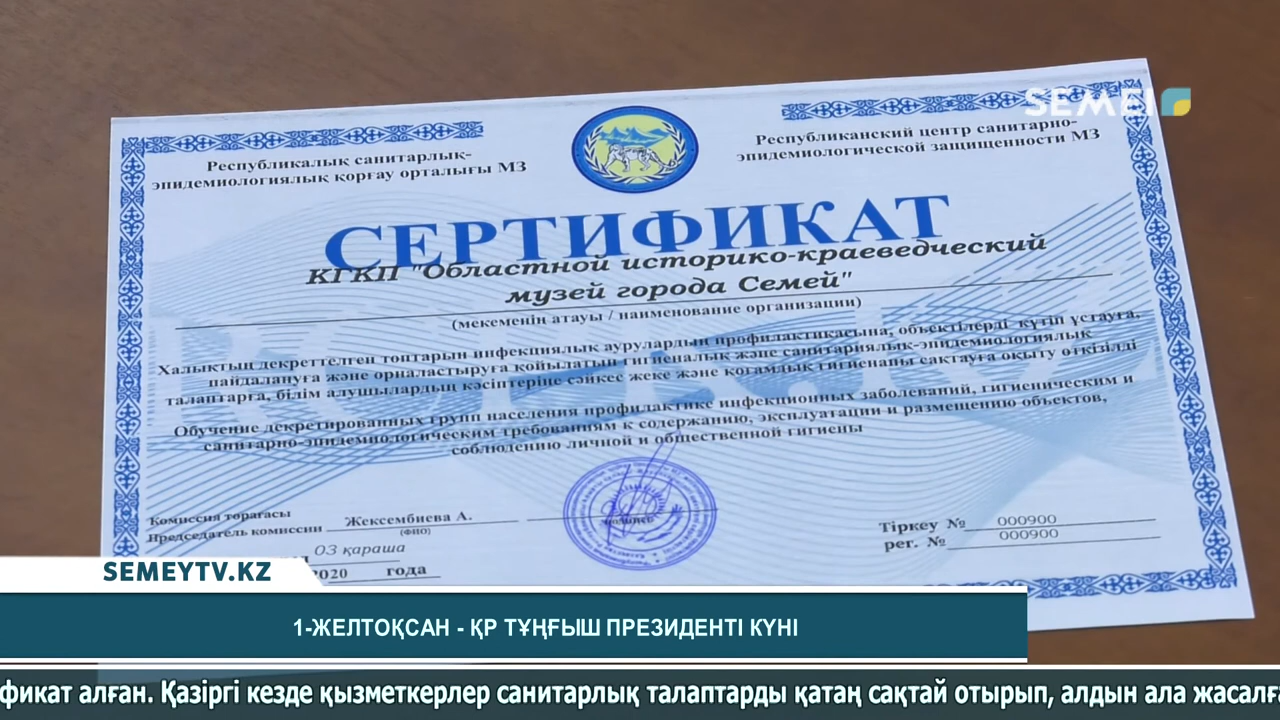 SEMEI
Республикалық санитарлық-
эпидемиологиялық қорғау орталығы МЗ
Республиканский центр санитарно-
эпидемиологической защищенности МЗ
СЕРТИФИКАТ
КГКП "Областной историко-краеведческий
музей города Семей"
(мекеменің атауы / наименование организации)
Халықтың декреттелген топтарын инфекциялық аурулардың профилактикасына, объектілерді күтіп ұстауға,
пайдалануға және орналастыруға қойылатын гигиеналық және санитариялық-эпидемиологиялық
талаптарға, білім алушылардың кәсіптеріне сәйкес жеке және қоғамдық гигиенаны сақтауға оқыту өткізілді
Обучение декретированных групп населения профилактике инфекционных заболеваний, гигиеническим и
санитарно-эпидемиологическим требованиям к содержанию, эксплуатации и размещению объектов,
соблюдению личной и общественной гигиены
Комиссия төрағасы
Председатель комиссии Жексембиева А.
(ФИО)
Тіркеу № 000900
рег. № 000900
03 қараша
2020 года
SEMEYTV.KZ
1-ЖЕЛТОҚСАН - ҚР ТҰҢҒЫШ ПРЕЗИДЕНТІ КҮНІ
фикат алған. Қазіргі кезде қызметкерлер санитарлық талаптарды қатаң сақтай отырып, алдын ала жасалға